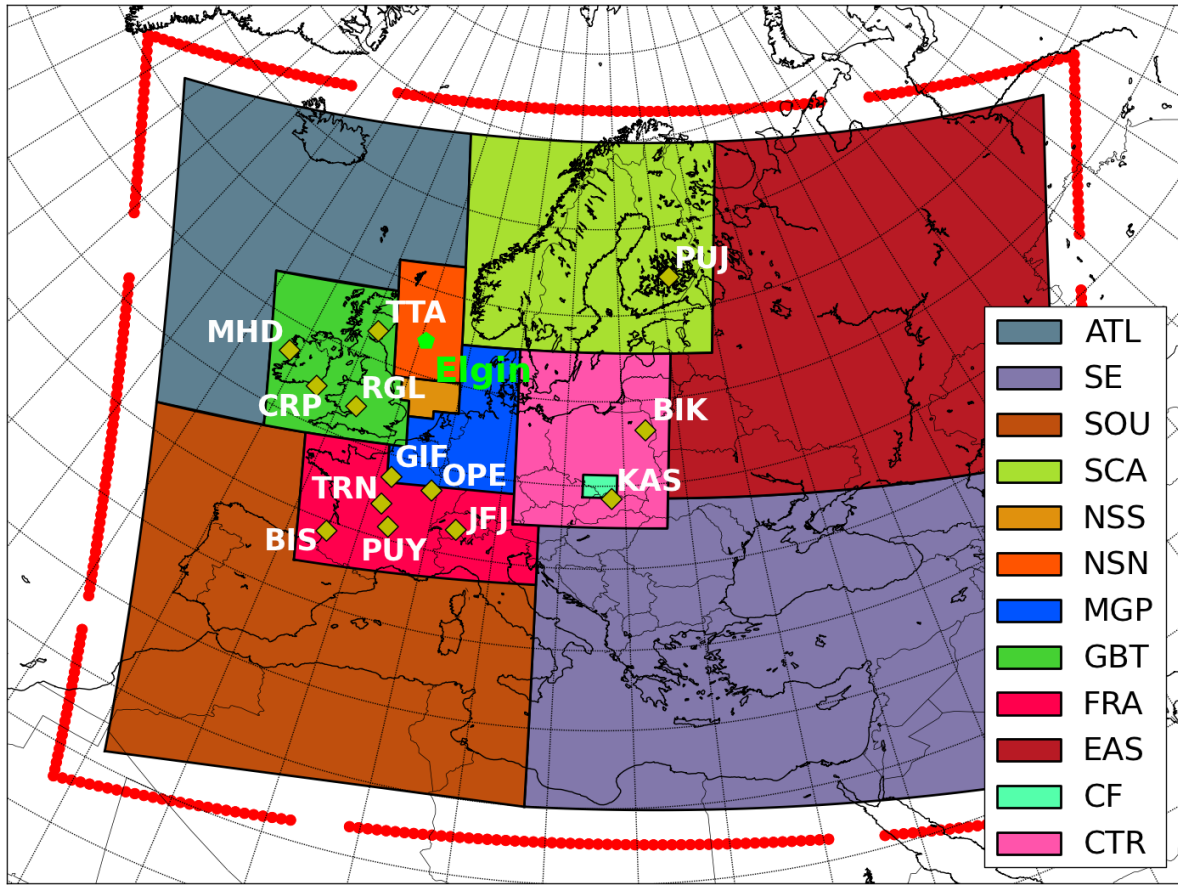 PUJ
TTA
MHD
Elgin
RGL
CRP
BIK
GIF
OPE
KAS
TRN
JFJ
BIS
PUY
ATL
SE
SOU
SCA
NSS
NSN
MGP
GBT
FRA
EAS
CF
CTR